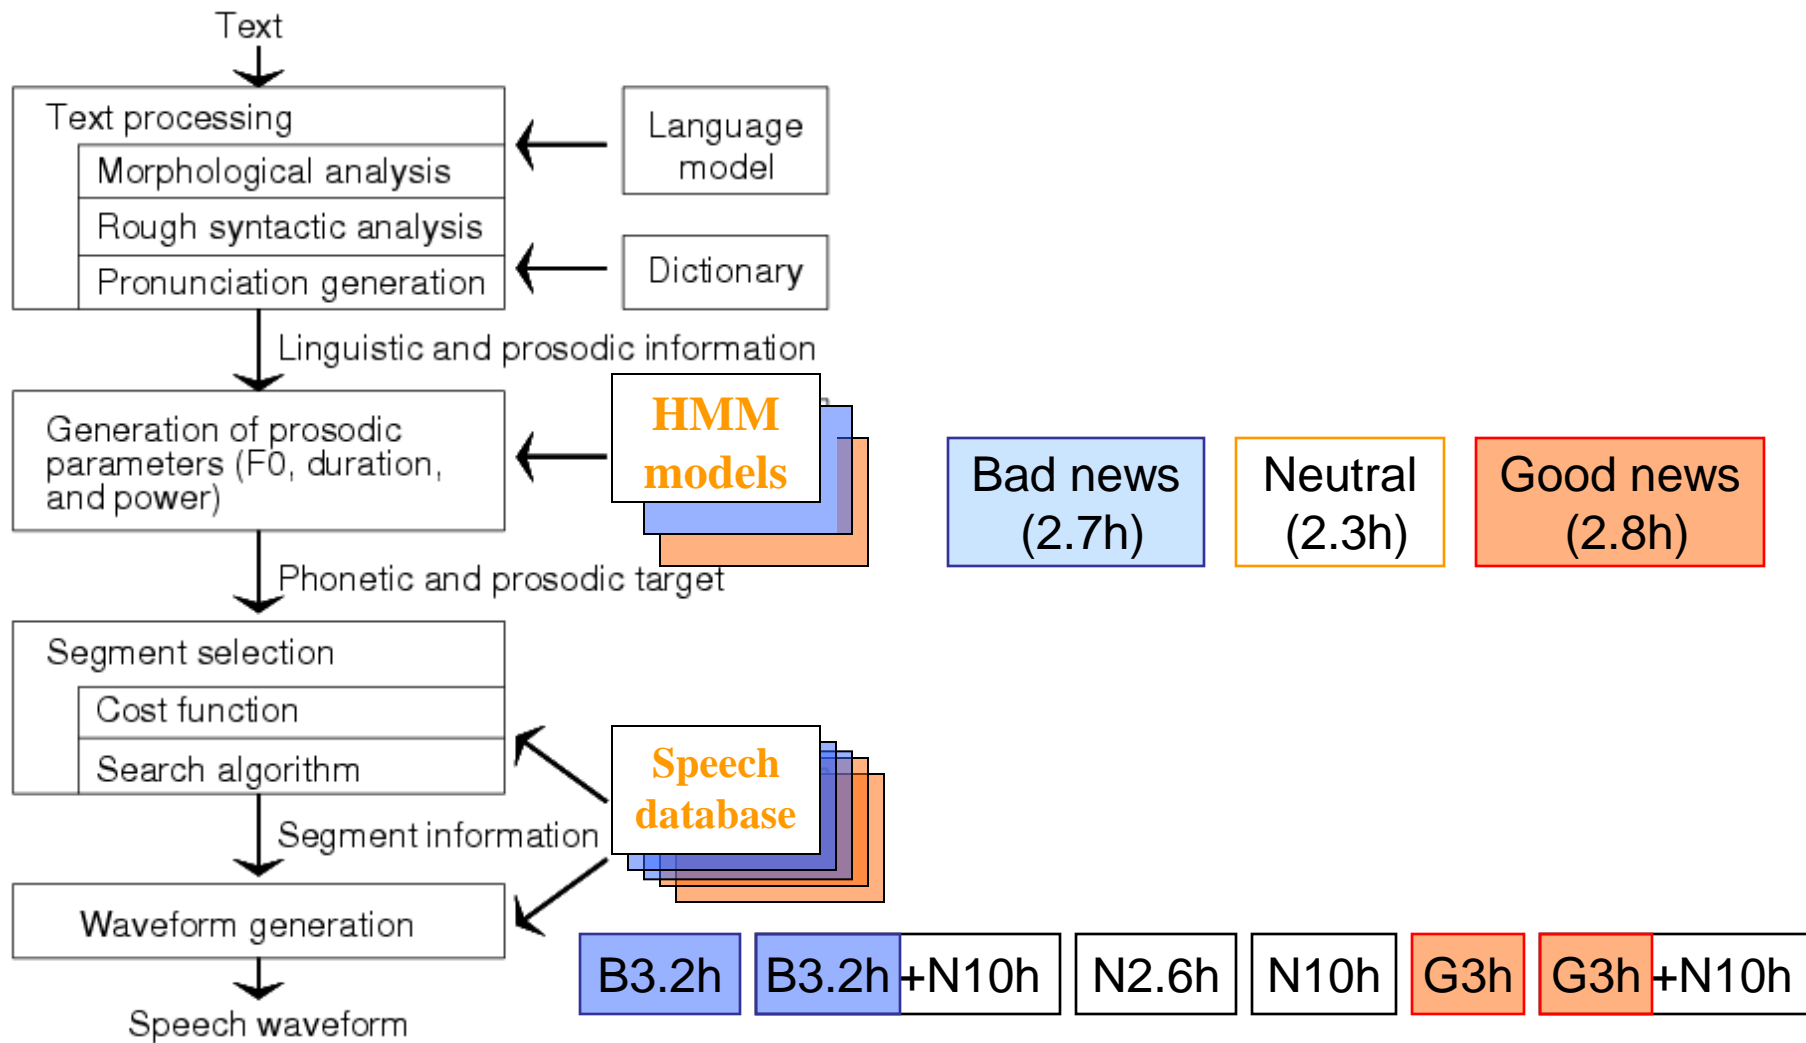 Text
Text processing
Morphological analysis
Rough syntactic analysis
Pronunciation generation
Language
model
Dictionary
Linguistic and prosodic information
Generation of prosodic
parameters (F0, duration,
and power)
HMM
models
Bad news
(2.7h)
Neutral
(2.3h)
Good news
(2.8h)
Phonetic and prosodic target
Segment selection
Cost function
Search algorithm
Speech
database
Segment information
Waveform generation
B3.2h
B3.2h+N10h
N2.6h
N10h
G3h
G3h+N10h
Speech waveform